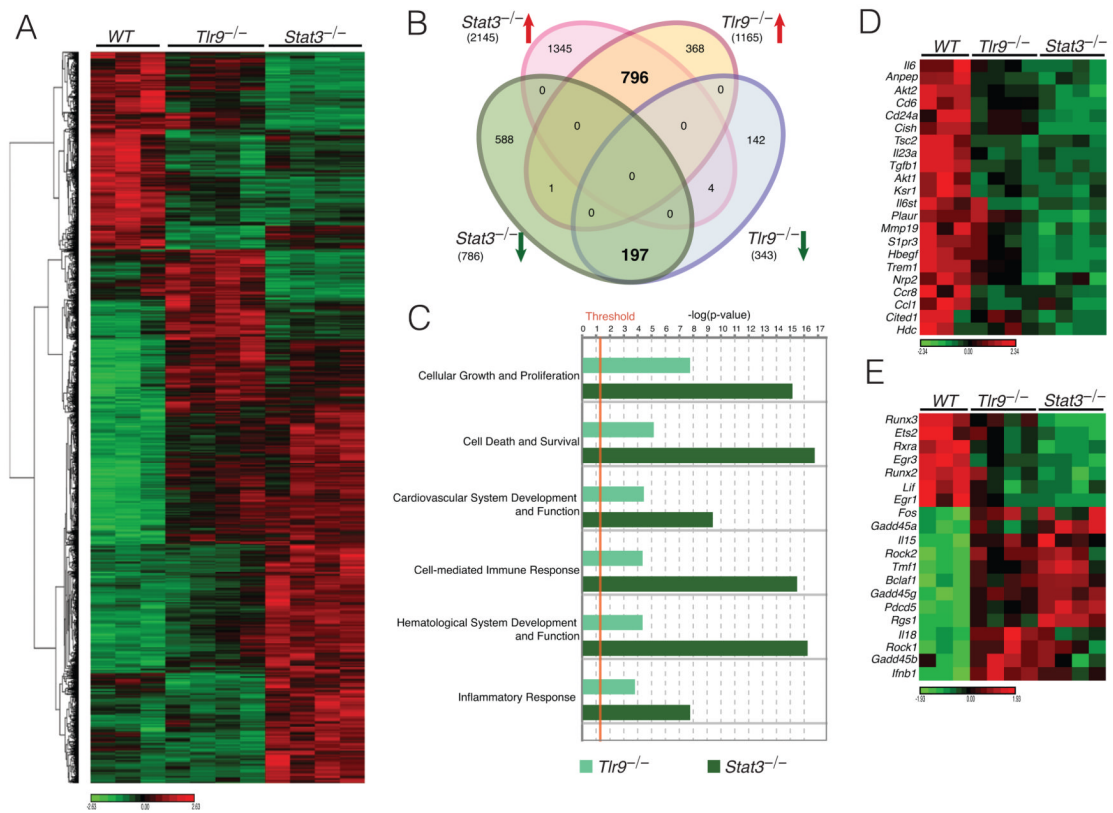 A
WT Tlr9–/– Stat3–/–
-2.63 0.00 2.63
B
Stat3–/– Tlr9–/–
(2145) (1165)
1345 368
796
0 0
588 0 0 142
0
1 4
0 0
197
Stat3–/– Tlr9–/–
(786) (343)
C
Threshold -log(p-value)
0 1 2 3 4 5 6 7 8 9 10 11 12 13 14 15 16 17
Cellular Growth and Proliferation
Cell Death and Survival
Cardiovascular System Development
and Function
Cell-mediated Immune Response
Hematological System Development
and Function
Inflammatory Response
Tlr9–/– Stat3–/–
D
WT Tlr9–/– Stat3–/–
Il6
Anpep
Akt2
Cd6
Cd24a
Cish
Tsc2
Il23a
Tgfb1
Akt1
Ksr1
Il6st
Plaur
Mmp19
S1pr3
Hbegf
Trem1
Nrp2
Ccr8
Ccl1
Cited1
Hdc
-2.34 0.00 2.34
E
WT Tlr9–/– Stat3–/–
Runx3
Ets2
Rxra
Egr3
Runx2
Lif
Egr1
Fos
Gadd45a
Il15
Rock2
Tmf1
Bclaf1
Gadd45g
Pdcd5
Rgs1
Il18
Rock1
Gadd45b
Ifnb1
-1.93 0.00 1.93